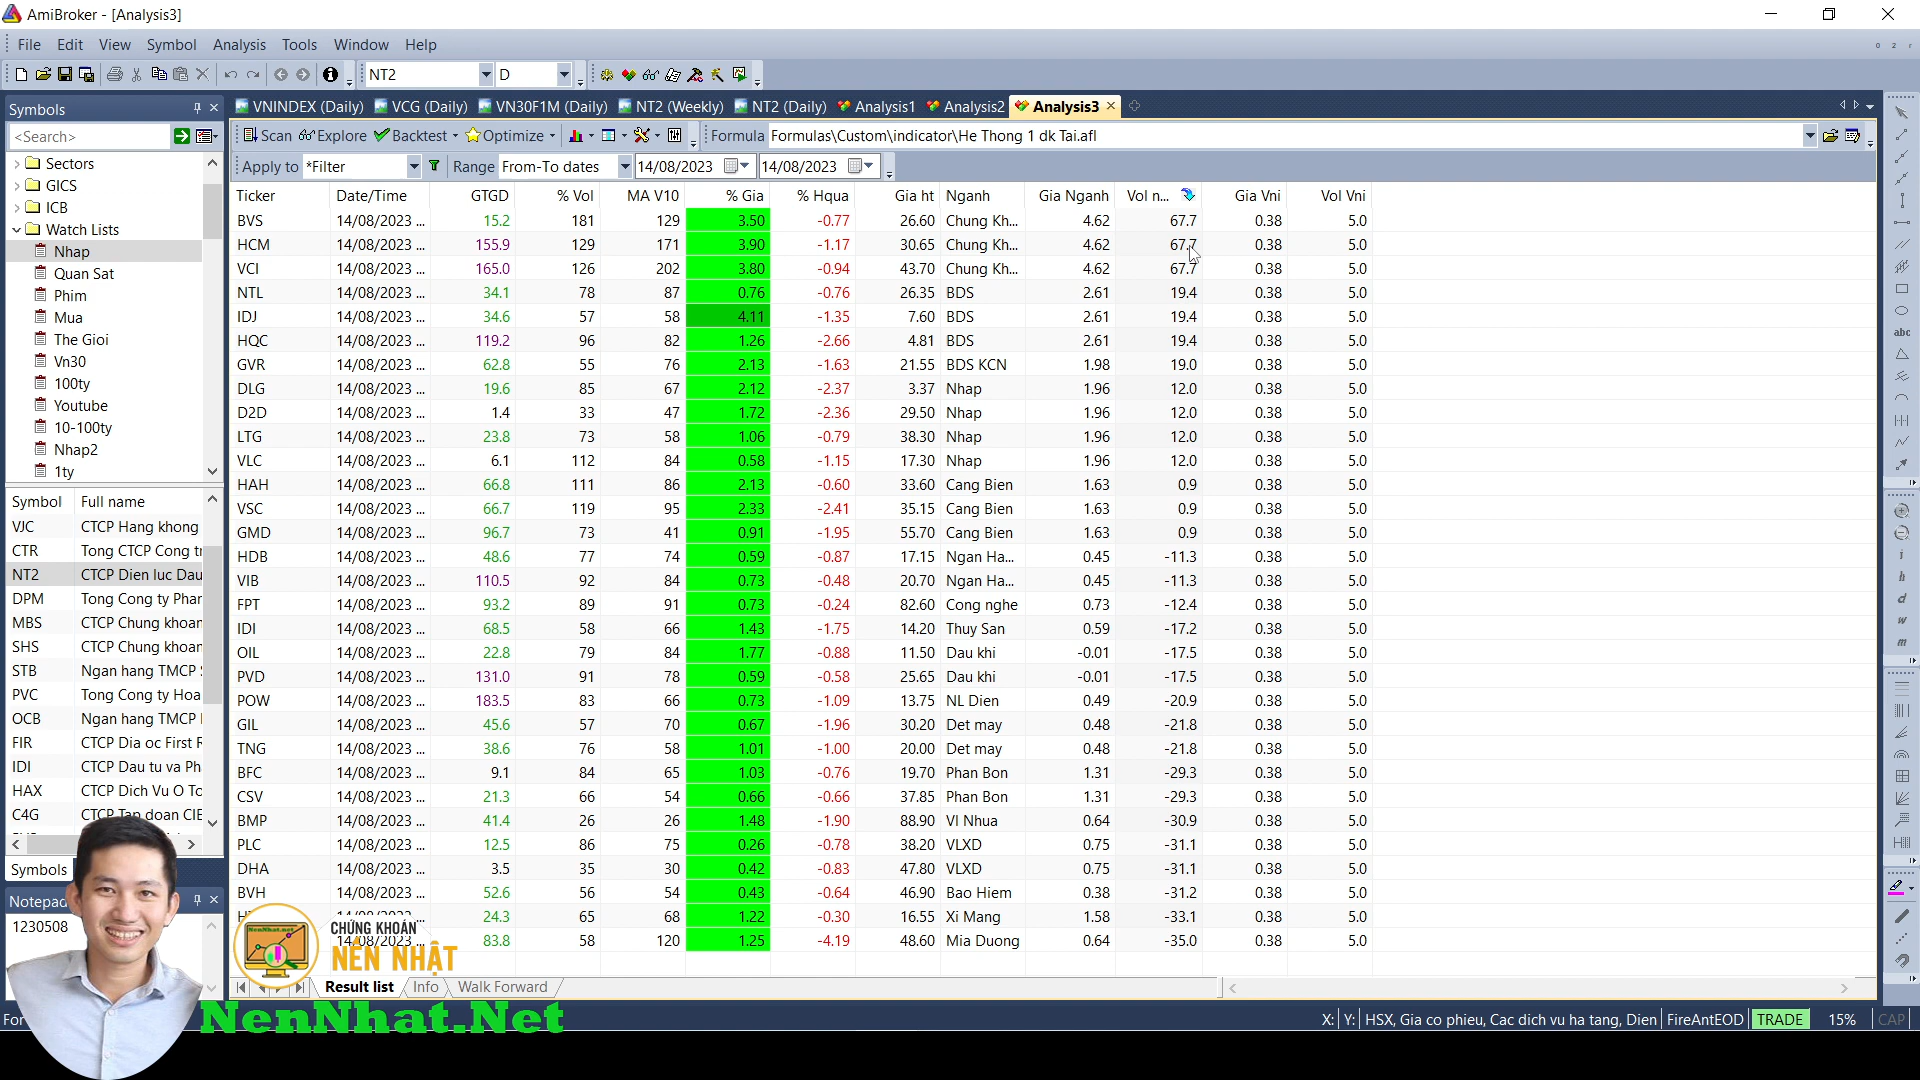 AmiBroker - [Analysis3]
File Edit View Symbol Analysis Tools Window Help
NT2 D
Symbols
VNINDEX (Daily) VCG (Daily) VN30F1M (Daily) NT2 (Weekly) NT2 (Daily) Analysis1 Analysis2 Analysis3
<Search>
Scan Explore Backtest Optimize Formula Formulas\Custom\indicator\He Thong 1 dk Tai.afl
Apply to *Filter Range From-To dates 14/08/2023 14/08/2023
Sectors
GICS
ICB
Watch Lists
Nhap
Quan Sat
Phim
Mua
The Gioi
Vn30
100ty
Youtube
10-100ty
Nhap2
1ty
Symbol Full name
VJC CTCP Hang khong
CTR Tong CTCP Cong tr
NT2 CTCP Dien luc Dau
DPM Tong Cong ty Phar
MBS CTCP Chung khoar
SHS CTCP Chung khoar
STB Ngan hang TMCP S
PVC Tong Cong ty Hoa
OCB Ngan hang TMCP
FIR CTCP Dia oc First R
IDI CTCP Dau tu va Ph
HAX CTCP Dich Vu O To
C4G CTCP Tap doan CIE
Symbols
Notepad
1230508
Ticker Date/Time GTGD % Vol MA V10 % Gia % Hqua Gia ht Nganh Gia Nganh Vol n... Gia Vni Vol Vni
BVS 14/08/2023 ... 15.2 181 129 3.50 -0.77 26.60 Chung Kh... 4.62 67.7 0.38 5.0
HCM 14/08/2023 ... 155.9 129 171 3.90 -1.17 30.65 Chung Kh... 4.62 67.7 0.38 5.0
VCI 14/08/2023 ... 165.0 126 202 3.80 -0.94 43.70 Chung Kh... 4.62 67.7 0.38 5.0
NTL 14/08/2023 ... 34.1 78 87 0.76 -0.76 26.35 BDS 2.61 19.4 0.38 5.0
IDJ 14/08/2023 ... 34.6 57 58 4.11 -1.35 7.60 BDS 2.61 19.4 0.38 5.0
HQC 14/08/2023 ... 119.2 96 82 1.26 -2.66 4.81 BDS 2.61 19.4 0.38 5.0
GVR 14/08/2023 ... 62.8 55 76 2.13 -1.63 21.55 BDS KCN 1.98 19.0 0.38 5.0
DLG 14/08/2023 ... 19.6 85 67 2.12 -2.37 3.37 Nhap 1.96 12.0 0.38 5.0
D2D 14/08/2023 ... 1.4 33 47 1.72 -2.36 29.50 Nhap 1.96 12.0 0.38 5.0
LTG 14/08/2023 ... 23.8 73 58 1.06 -0.79 38.30 Nhap 1.96 12.0 0.38 5.0
VLC 14/08/2023 ... 6.1 112 84 0.58 -1.15 17.30 Nhap 1.96 12.0 0.38 5.0
HAH 14/08/2023 ... 66.8 111 86 2.13 -0.60 33.60 Cang Bien 1.63 0.9 0.38 5.0
VSC 14/08/2023 ... 66.7 119 95 2.33 -2.41 35.15 Cang Bien 1.63 0.9 0.38 5.0
GMD 14/08/2023 ... 96.7 73 41 0.91 -1.95 55.70 Cang Bien 1.63 0.9 0.38 5.0
HDB 14/08/2023 ... 48.6 77 74 0.59 -0.87 17.15 Ngan Ha... 0.45 -11.3 0.38 5.0
VIB 14/08/2023 ... 110.5 92 84 0.73 -0.48 20.70 Ngan Ha... 0.45 -11.3 0.38 5.0
FPT 14/08/2023 ... 93.2 89 91 0.73 -0.24 82.60 Cong nghe 0.73 -12.4 0.38 5.0
IDI 14/08/2023 ... 68.5 58 66 1.43 -1.75 14.20 Thuy San 0.59 -17.2 0.38 5.0
OIL 14/08/2023 ... 22.8 79 84 1.77 -0.88 11.50 Dau khi -0.01 -17.5 0.38 5.0
PVD 14/08/2023 ... 131.0 91 78 0.59 -0.58 25.65 Dau khi -0.01 -17.5 0.38 5.0
POW 14/08/2023 ... 183.5 83 66 0.73 -1.09 13.75 NL Dien 0.49 -20.9 0.38 5.0
GIL 14/08/2023 ... 45.6 57 70 0.67 -1.96 30.20 Det may 0.48 -21.8 0.38 5.0
TNG 14/08/2023 ... 38.6 76 58 1.01 -1.00 20.00 Det may 0.48 -21.8 0.38 5.0
BFC 14/08/2023 ... 9.1 84 65 1.03 -0.76 19.70 Phan Bon 1.31 -29.3 0.38 5.0
CSV 14/08/2023 ... 21.3 66 54 0.66 -0.66 37.85 Phan Bon 1.31 -29.3 0.38 5.0
BMP 14/08/2023 ... 41.4 26 26 1.48 -1.90 88.90 Vl Nhua 0.64 -30.9 0.38 5.0
PLC 14/08/2023 ... 12.5 86 75 0.26 -0.78 38.20 VLXD 0.75 -31.1 0.38 5.0
DHA 14/08/2023 ... 3.5 35 30 0.42 -0.83 47.80 VLXD 0.75 -31.1 0.38 5.0
BVH 14/08/2023 ... 52.6 56 54 0.43 -0.64 46.90 Bao Hiem 0.38 -31.2 0.38 5.0
14/08/2023 ... 24.3 65 68 1.22 -0.30 16.55 Xi Mang 1.58 -33.1 0.38 5.0
14/08/2023 ... 83.8 58 120 1.25 -4.19 48.60 Mia Duong 0.64 -35.0 0.38 5.0
NenNhat.net
CHỨNG KHOÁN
NẾN NHẬT
Result list Info Walk Forward
NenNhat.Net
For X: Y: HSX, Gia co phieu, Cac dich vu ha tang, Dien FireAntEOD TRADE 15% CAP
abc
i
h
d
w
m